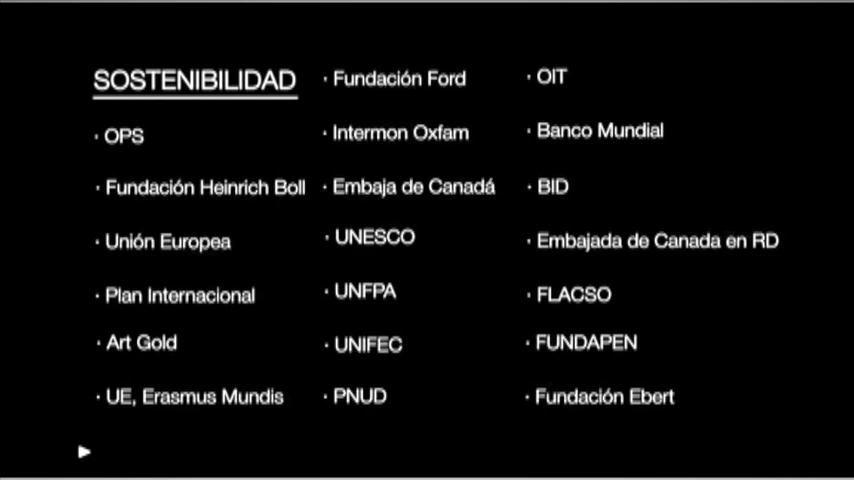 SOSTENIBILIDAD
· OPS
· Fundación Heinrich Boll
· Unión Europea
· Plan Internacional
· Art Gold
· UE, Erasmus Mundis
· Fundación Ford
· Intermon Oxfam
· Embaja de Canadá
· UNESCO
· UNFPA
· UNIFEC
· PNUD
· OIT
· Banco Mundial
· BID
· Embajada de Canada en RD
· FLACSO
· FUNDAPEN
· Fundación Ebert